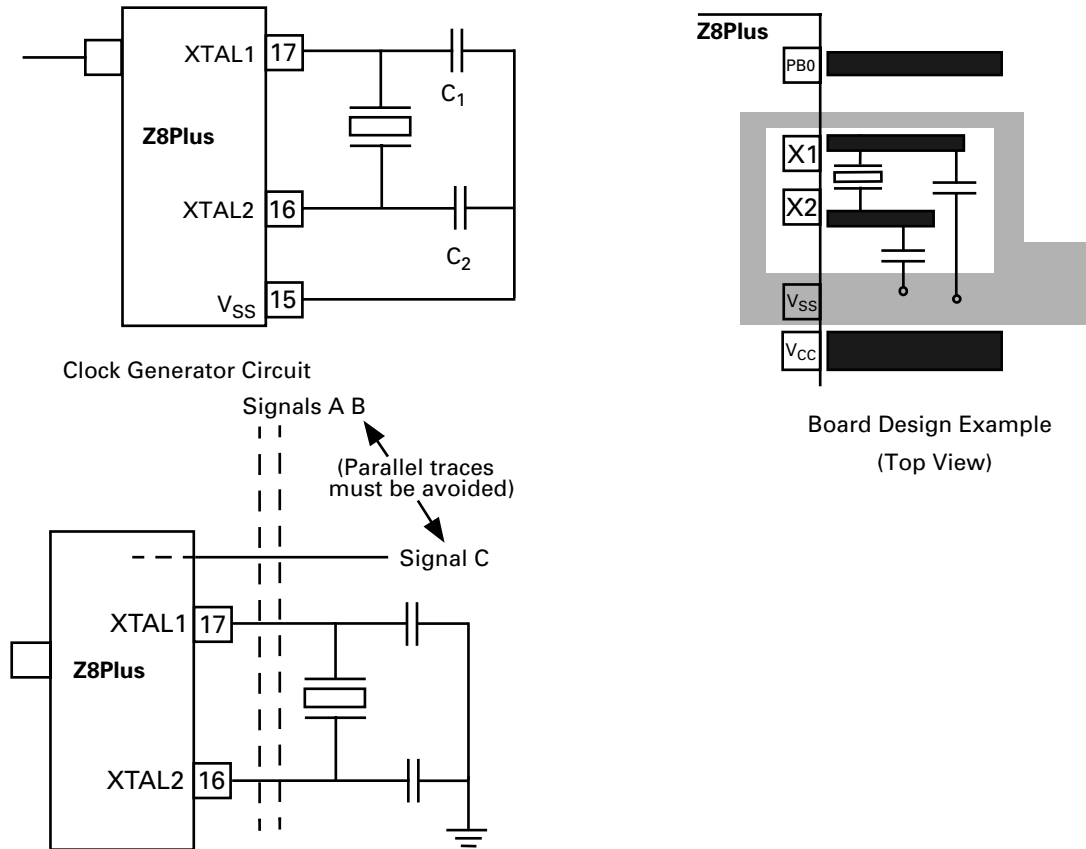 XTAL1 17
C1
Z8Plus
XTAL2 16
C2
VSS 15
Clock Generator Circuit
Z8Plus
PB0
X1
X2
VSS
VCC
Board Design Example
(Top View)
Signals A B
(Parallel traces
must be avoided)
Signal C
XTAL1 17
Z8Plus
XTAL2 16